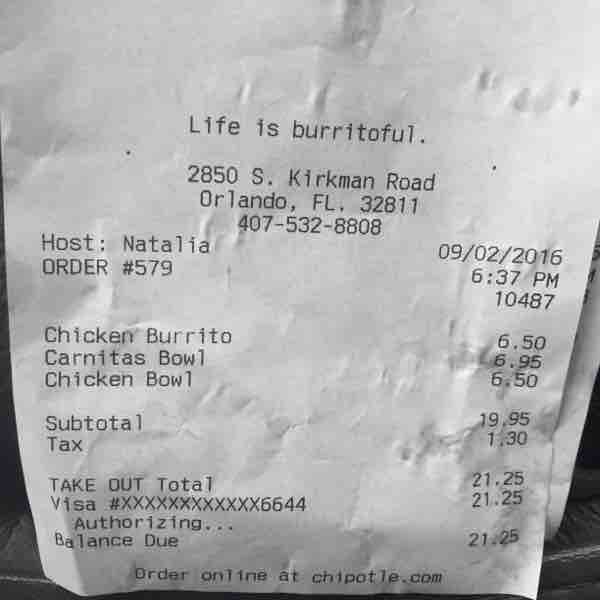 Life is burritoful.
2850 S. Kirkman Road
Orlando, FL. 32811
407-532-8808
Host: Natalia 09/02/2016
ORDER #579 6:37 PM
10487
Chicken Burrito 6.50
Carnitas Bowl 6.95
Chicken Bowl 6.50
Subtotal 19.95
Tax 1.30
TAKE OUT Total 21.25
Visa #XXXXXXXXXXXX6644 21.25
Authorizing...
Balance Due 21.25
Order online at chipotle.com